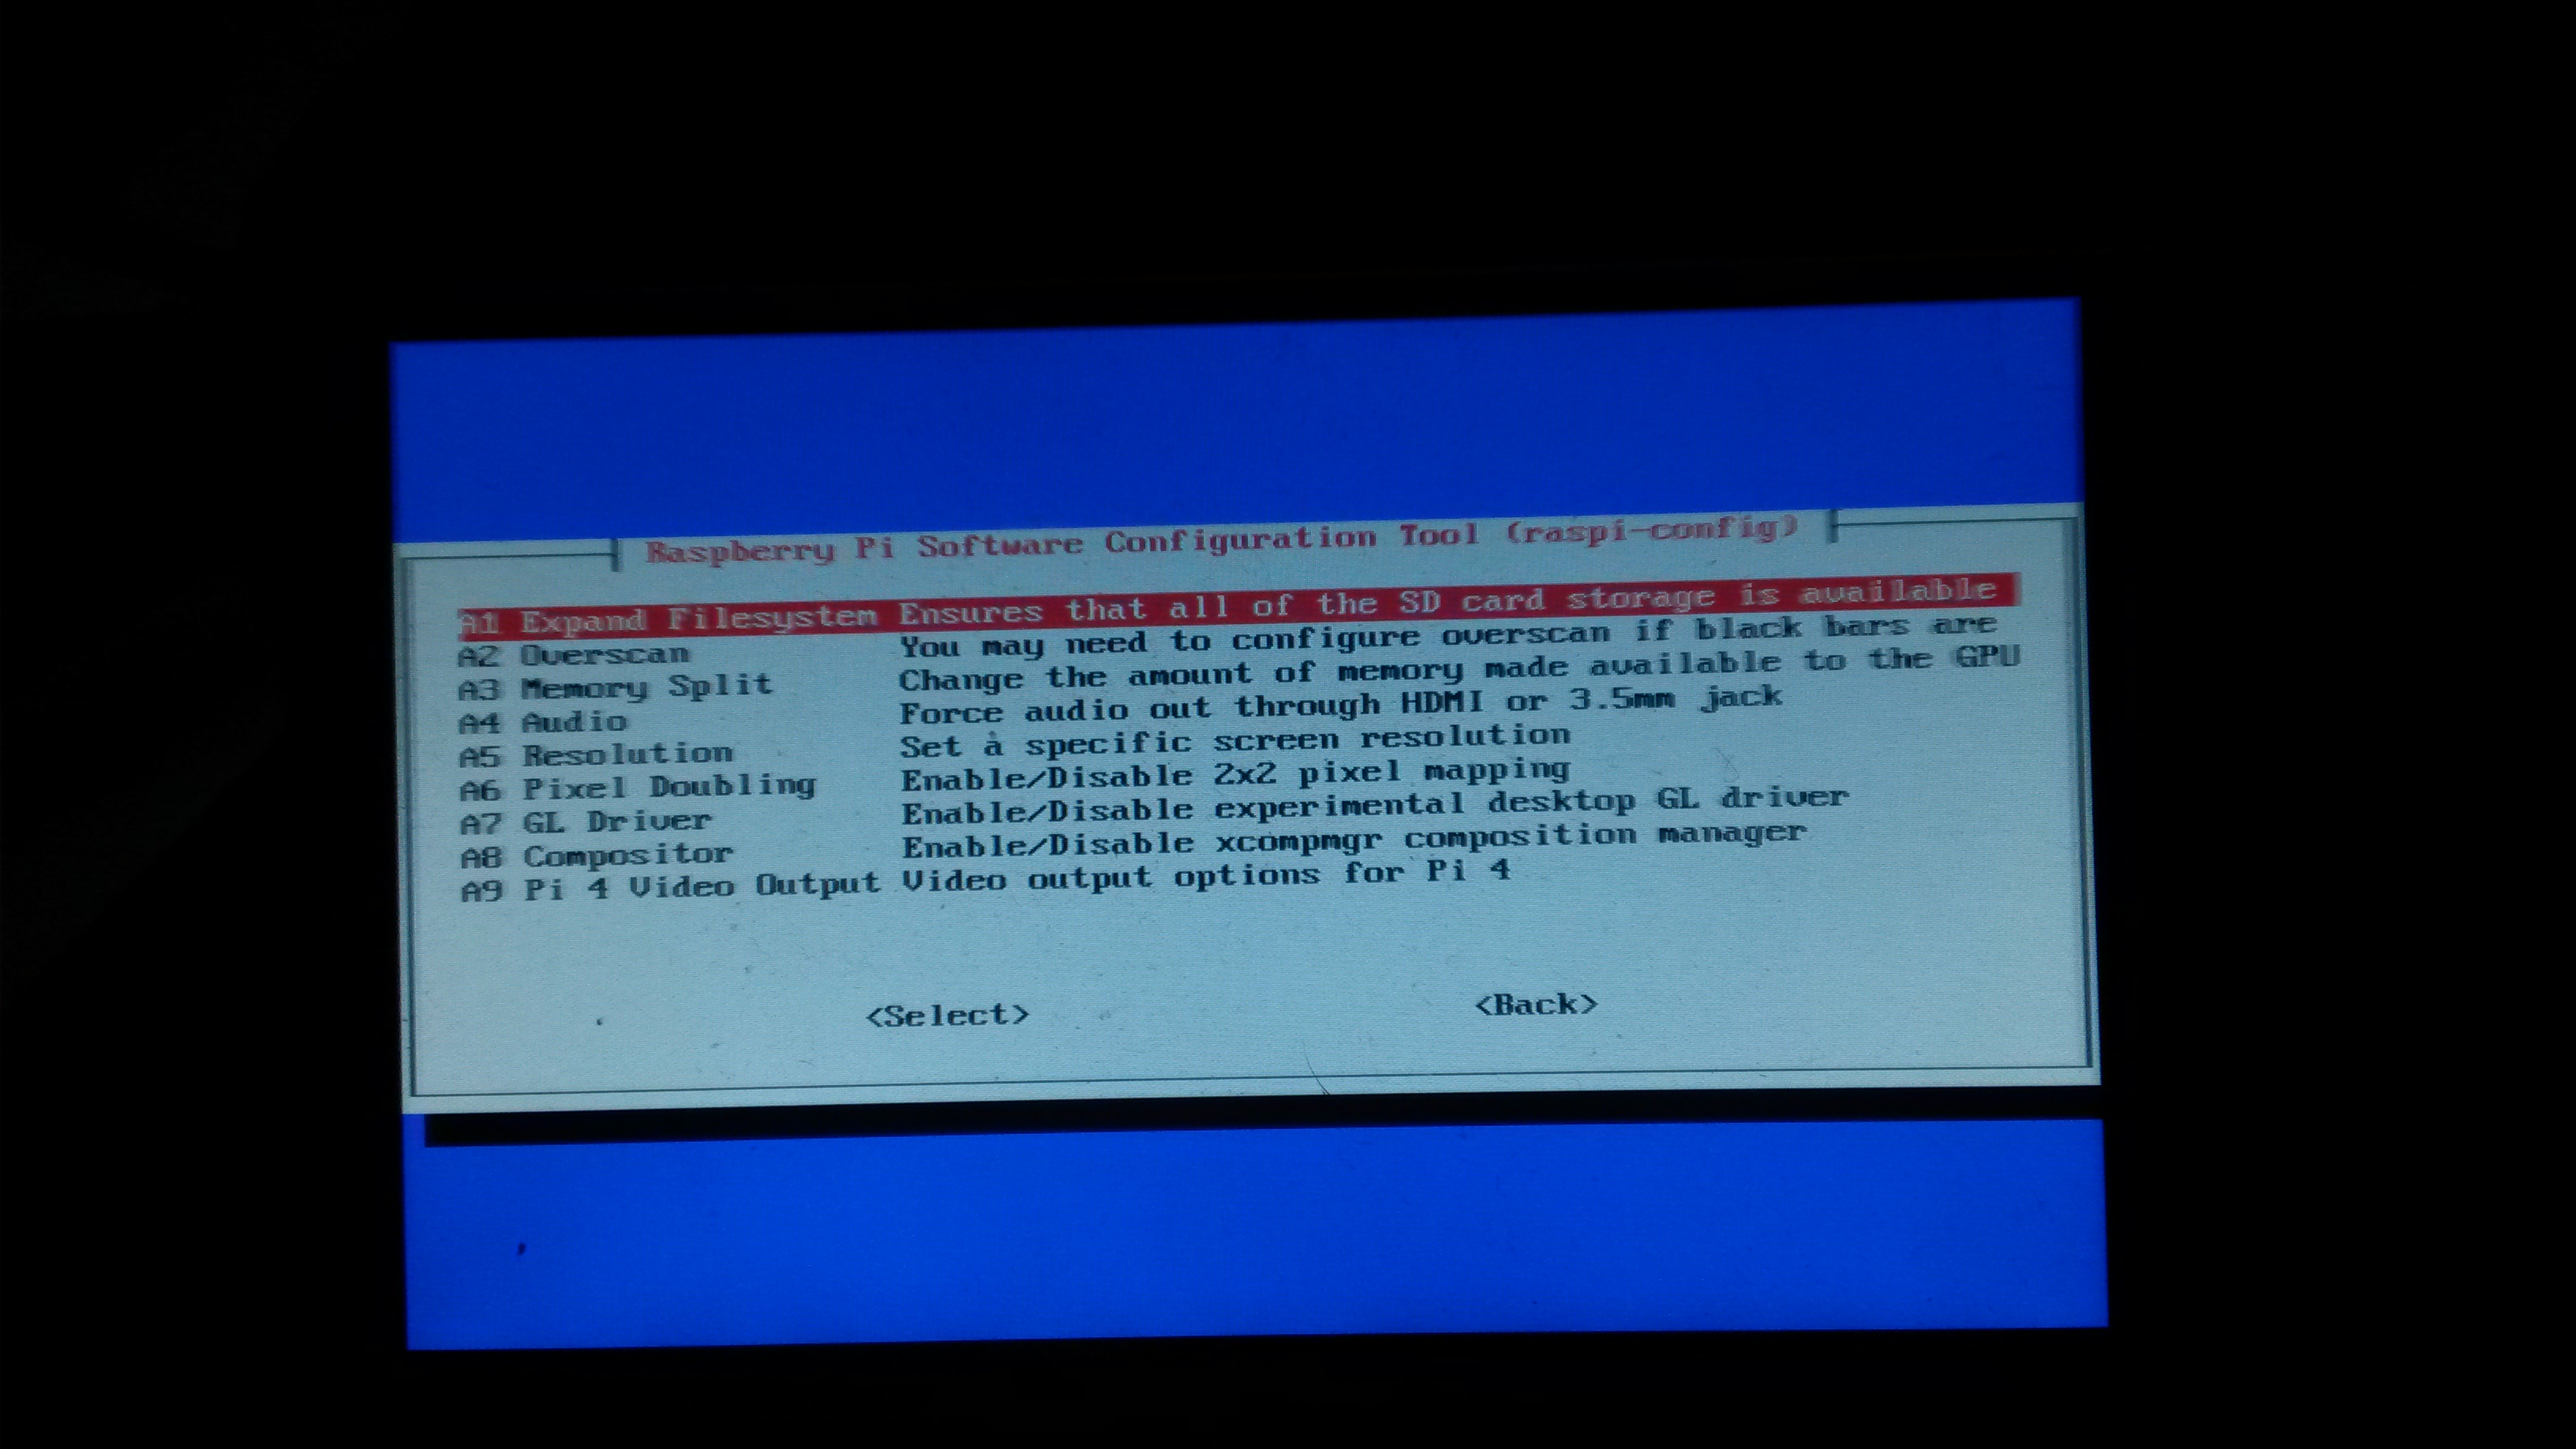 Raspberry Pi Software Configuration Tool (raspi-config)
A1 Expand Filesystem Ensures that all of the SD card storage is available
A2 Overscan You may need to configure overscan if black bars are
A3 Memory Split Change the amount of memory made available to the GPU
A4 Audio Force audio out through HDMI or 3.5mm jack
A5 Resolution Set a specific screen resolution
A6 Pixel Doubling Enable/Disable 2x2 pixel mapping
A7 GL Driver Enable/Disable experimental desktop GL driver
A8 Compositor Enable/Disable xcompmgr composition manager
A9 Pi 4 Video Output Video output options for Pi 4
<Select> <Back>